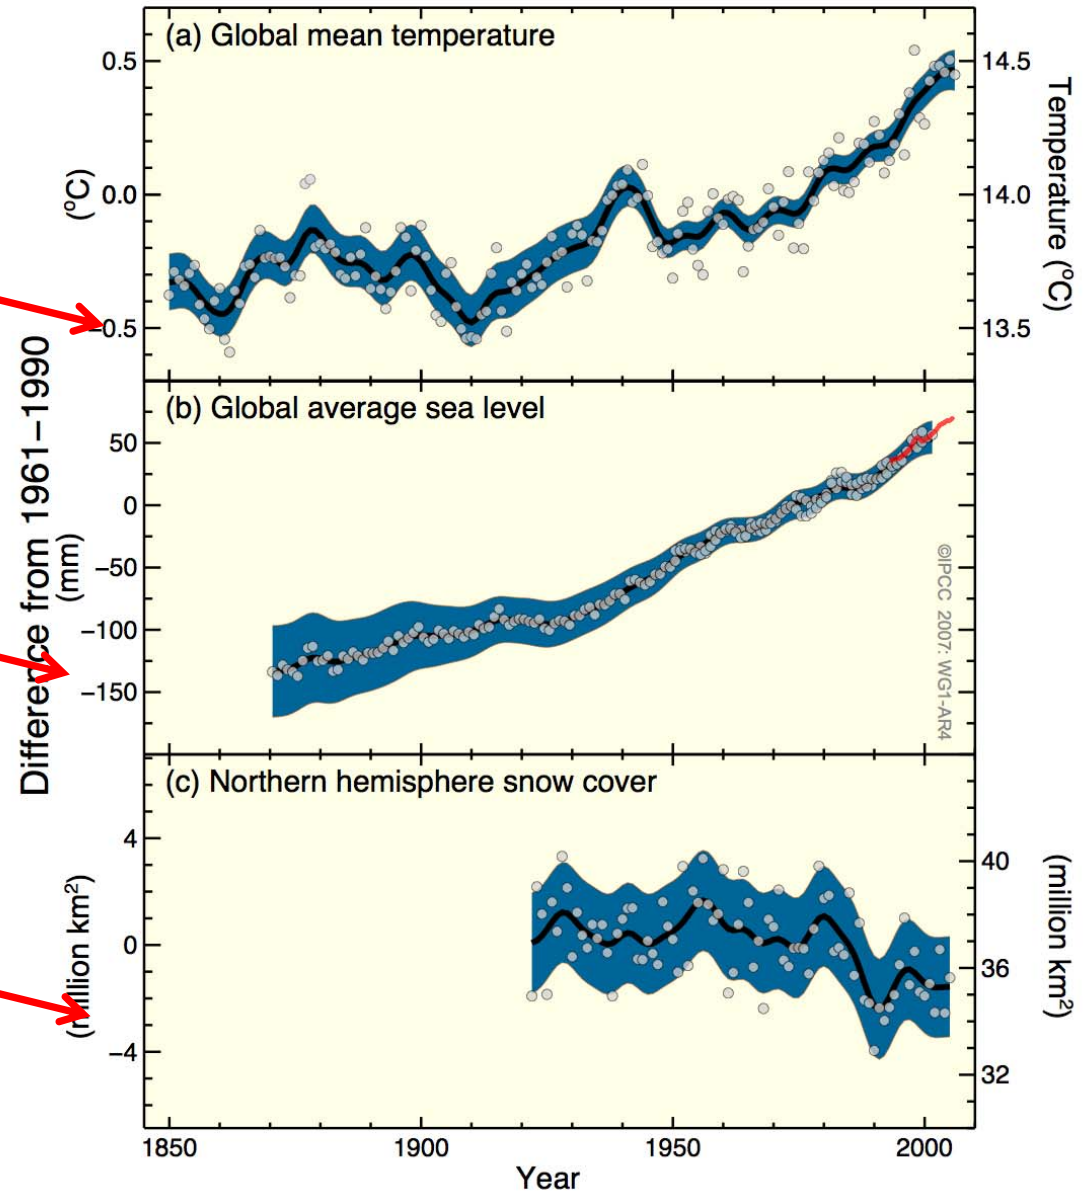 (a) Global mean temperature
0.5
0.0
−0.5
(°C)
14.5
14.0
13.5
Temperature (°C)
Difference from 1961−1990
(b) Global average sea level
50
0
−50
−100
−150
(mm)
©IPCC 2007: WG1-AR4
(c) Northern hemisphere snow cover
4
0
−4
(million km²)
40
36
32
(million km²)
1850
1900
1950
2000
Year